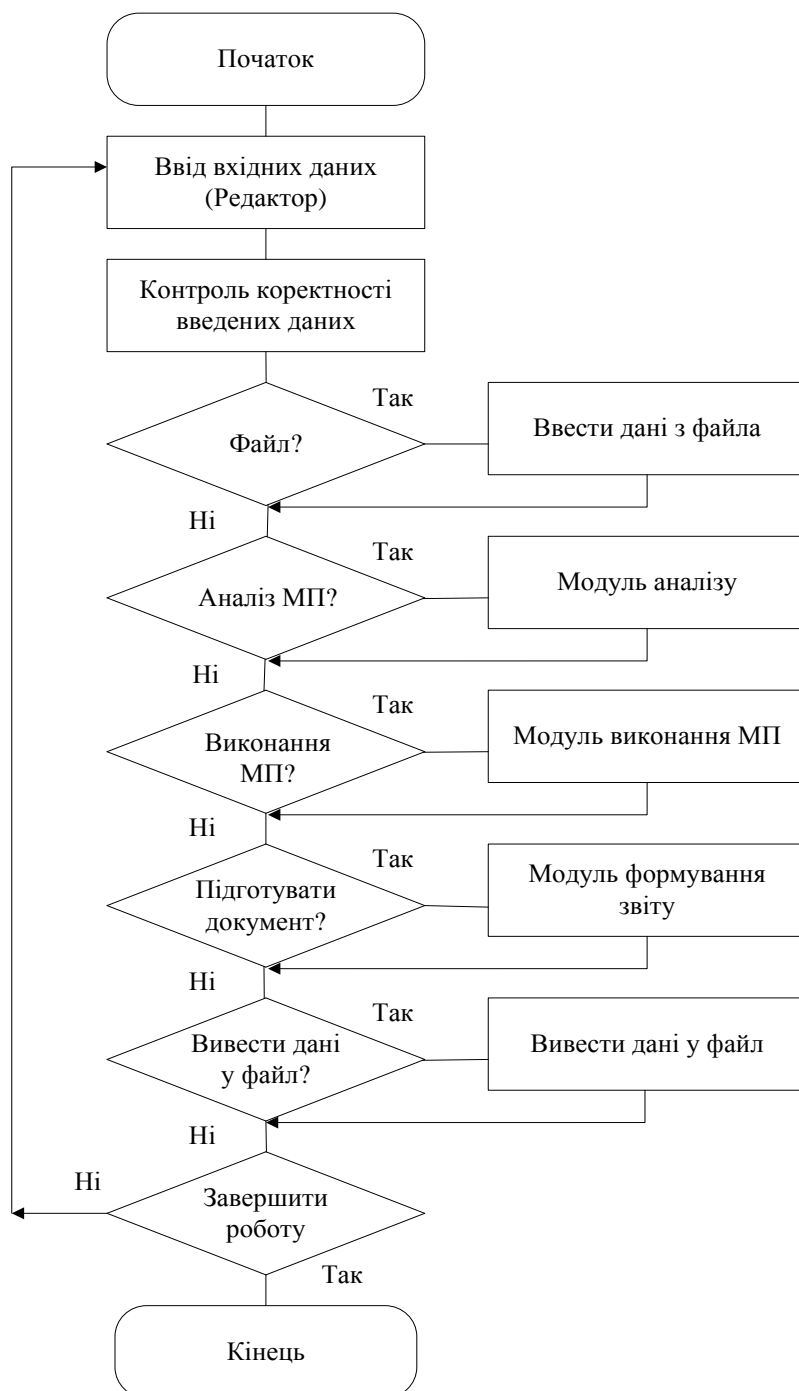 Початок
Ввід вхідних даних
(Редактор)
Контроль коректності
введених даних
Так
Файл?
Ввести дані з файла
Ні
Так
Аналіз МП?
Модуль аналізу
Ні
Так
Виконання
МП?
Модуль виконання МП
Ні
Так
Підготувати
документ?
Модуль формування
звіту
Ні
Так
Вивести дані
у файл?
Вивести дані у файл
Ні
Ні
Завершити
роботу
Так
Кінець